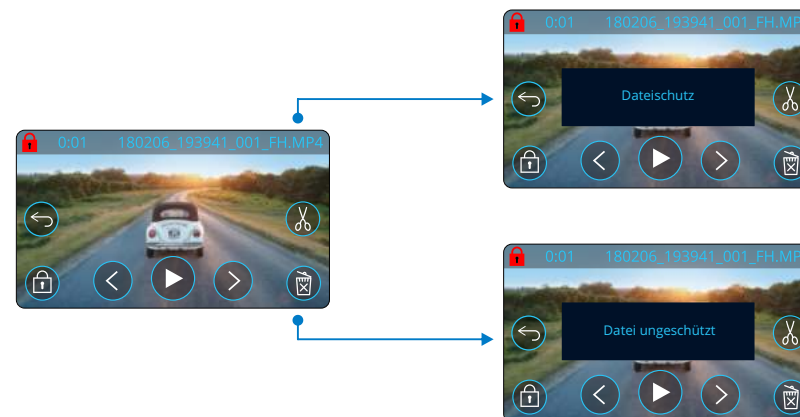 0:01 180206_193941_001_FH.MP
Dateischutz
0:01 180206_193941_001_FH.MP4
0:01 180206_193941_001_FH.MP
Datei ungeschützt